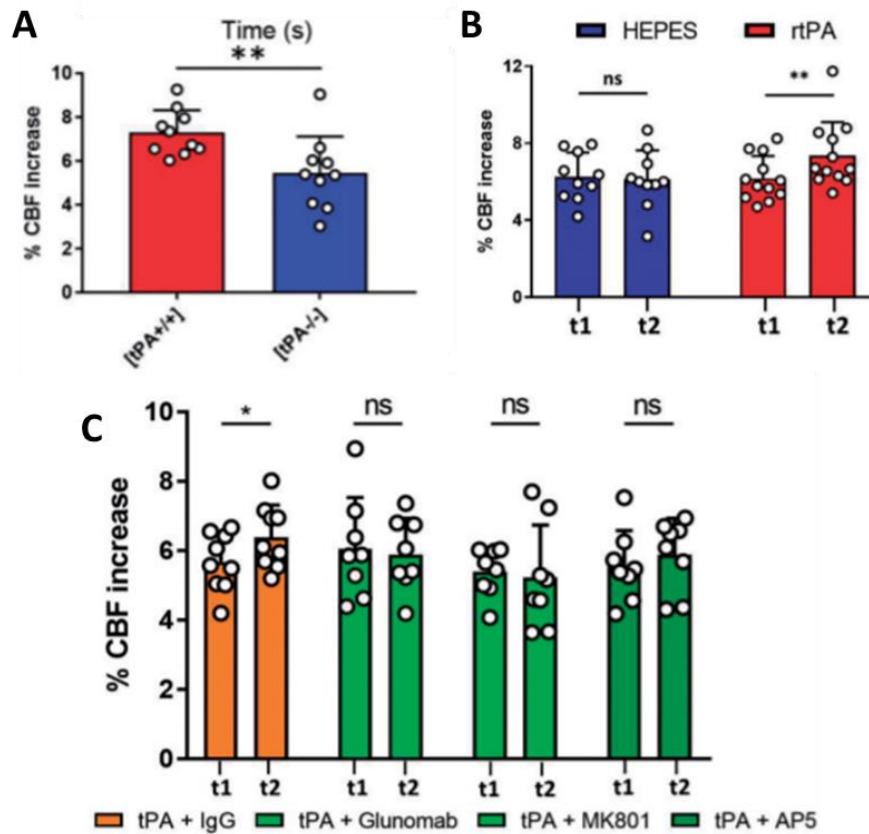 A
Time (s)
**
10
8
6
4
2
0
% CBF increase
[tPA+/+]
[tPA-/-]
B
HEPES rtPA
ns
**
12
8
4
0
% CBF increase
t1 t2 t1 t2
C
* ns ns ns
10
8
6
4
2
0
% CBF increase
t1 t2 t1 t2 t1 t2 t1 t2
tPA + IgG tPA + Glunomab tPA + MK801 tPA + AP5